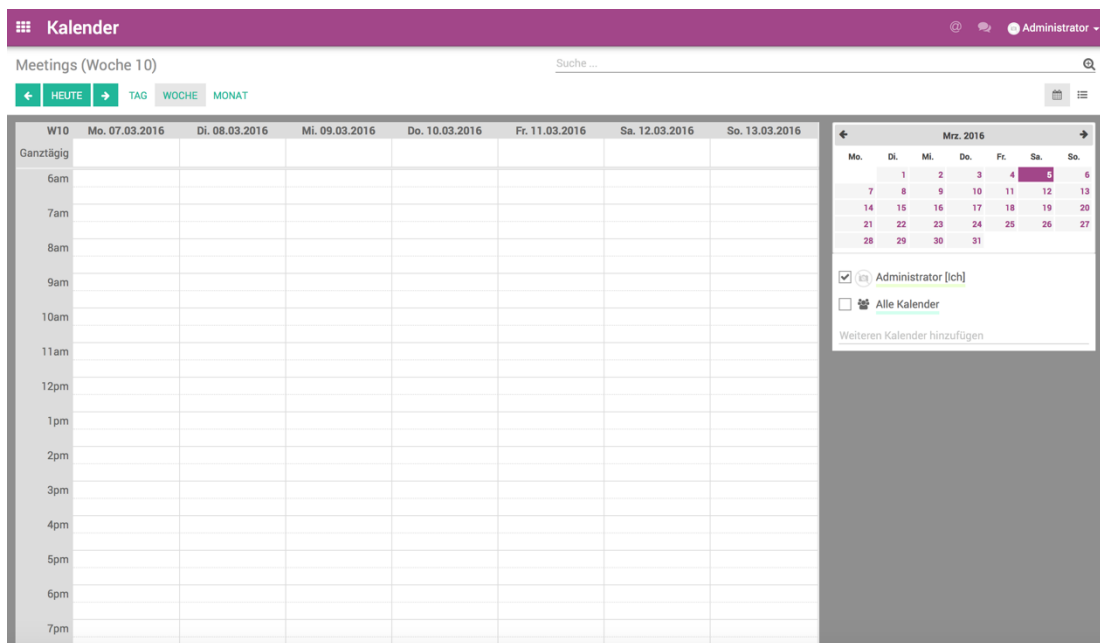 Kalender
@
Administrator
Meetings (Woche 10)
Suche ...
HEUTE TAG WOCHE MONAT
W10 Mo. 07.03.2016 Di. 08.03.2016 Mi. 09.03.2016 Do. 10.03.2016 Fr. 11.03.2016 Sa. 12.03.2016 So. 13.03.2016
Ganztägig
6am
7am
8am
9am
10am
11am
12pm
1pm
2pm
3pm
4pm
5pm
6pm
7pm
Mrz. 2016
Mo. Di. Mi. Do. Fr. Sa. So.
1 2 3 4 5 6
7 8 9 10 11 12 13
14 15 16 17 18 19 20
21 22 23 24 25 26 27
28 29 30 31
Administrator [Ich]
Alle Kalender
Weiteren Kalender hinzufügen